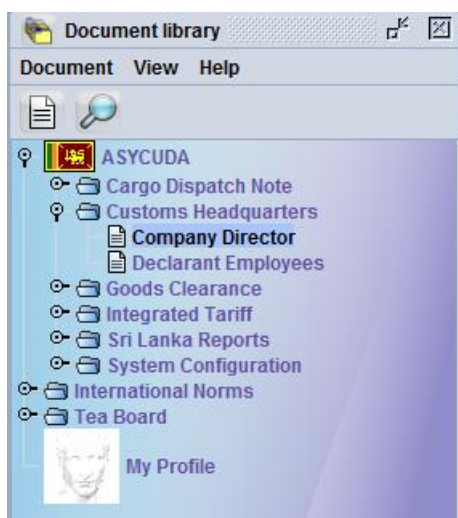 Document library
Document View Help
ASYCUDA
Cargo Dispatch Note
Customs Headquarters
Company Director
Declarant Employees
Goods Clearance
Integrated Tariff
Sri Lanka Reports
System Configuration
International Norms
Tea Board
My Profile